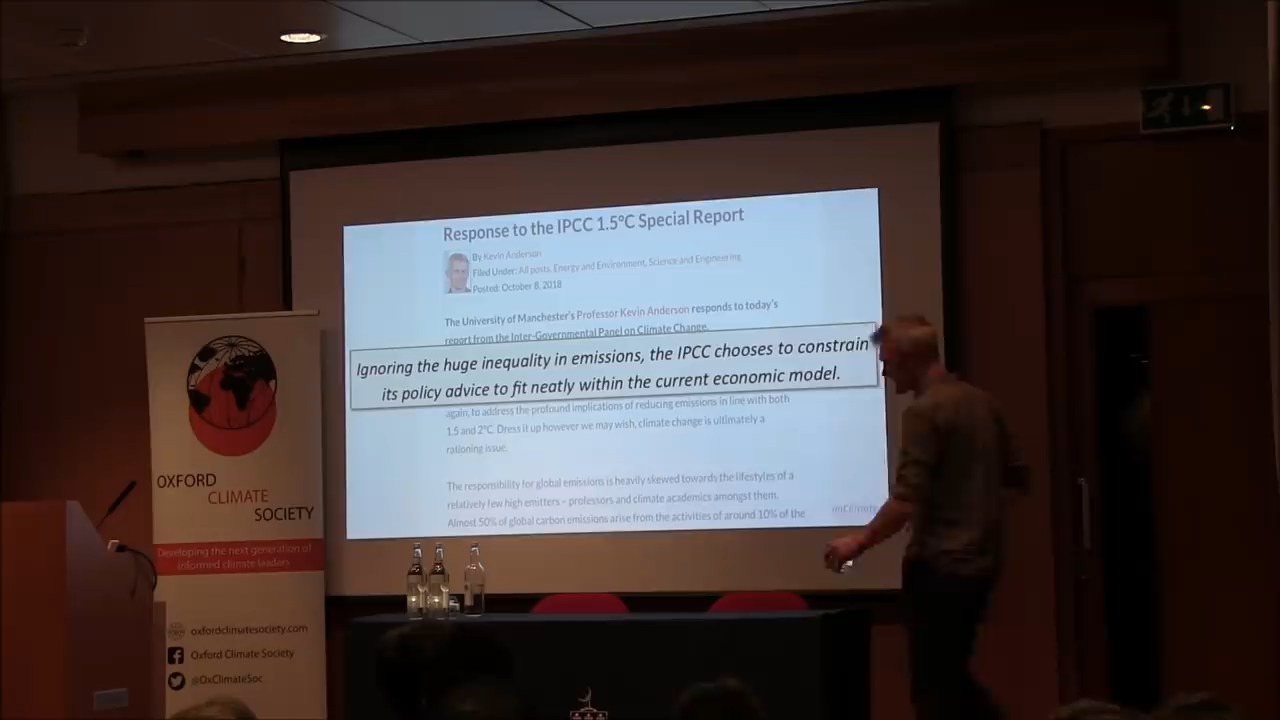 Response to the IPCC 1.5°C Special Report
By Kevin Anderson
Filed Under: All posts, Energy and Environment, Science and Engineering
Posted: October 8, 2018
The University of Manchester's Professor Kevin Anderson responds to today's
report from the Inter-Governmental Panel on Climate Change.
Ignoring the huge inequality in emissions, the IPCC chooses to constrain
its policy advice to fit neatly within the current economic model.
again, to address the profound implications of reducing emissions in line with both
1.5 and 2°C. Dress it up however we may wish, climate change is ultimately a
rationing issue.
The responsibility for global emissions is heavily skewed towards the lifestyles of a
relatively few high emitters – professors and climate academics amongst them.
Almost 50% of global carbon emissions arise from the activities of around 10% of the
OXFORD
CLIMATE
SOCIETY
Developing the next generation of
informed climate leaders
oxfordclimatesociety.com
Oxford Climate Society
@OxClimateSoc